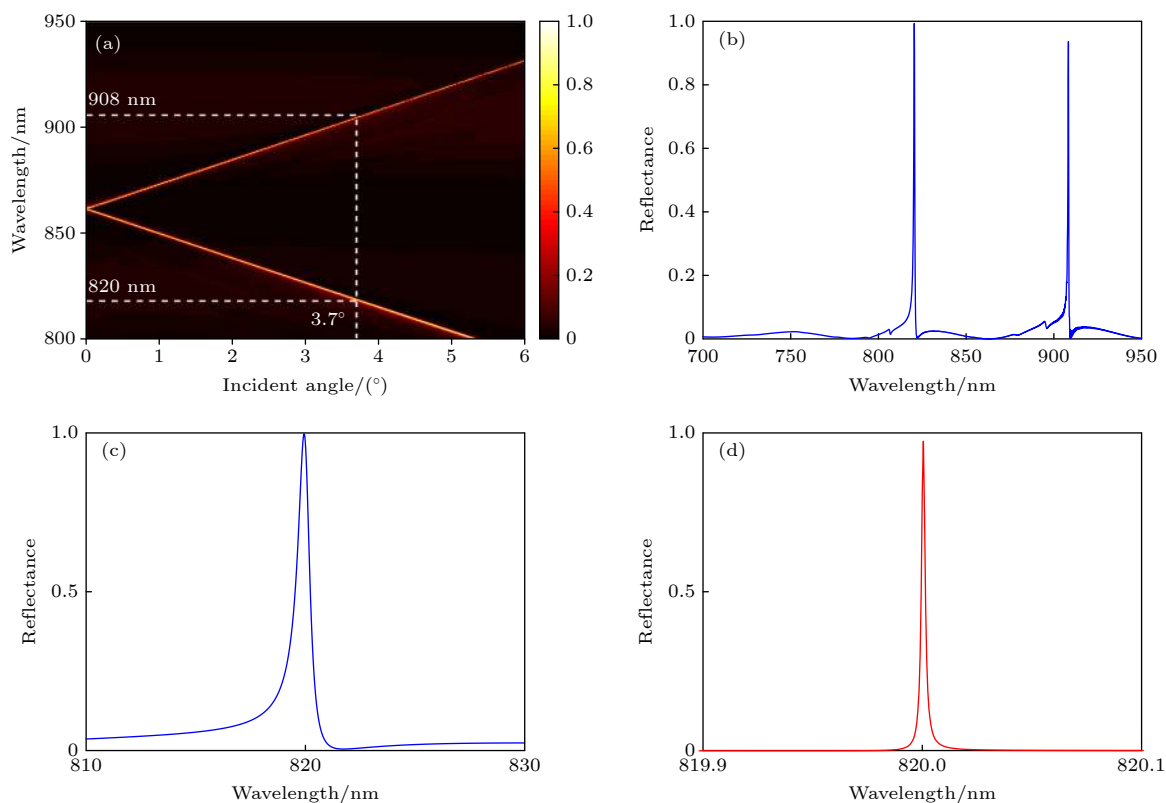 (a)
950
900
850
800
Wavelength/nm
908 nm
820 nm
3.7°
0 1 2 3 4 5 6
Incident angle/(°)
1.0
0.8
0.6
0.4
0.2
0
(b)
1.0
0.8
0.6
0.4
0.2
0
Reflectance
700 750 800 850 900 950
Wavelength/nm
(c)
1.0
0.5
0
Reflectance
810 820 830
Wavelength/nm
(d)
1.0
0.5
0
Reflectance
819.9 820.0 820.1
Wavelength/nm